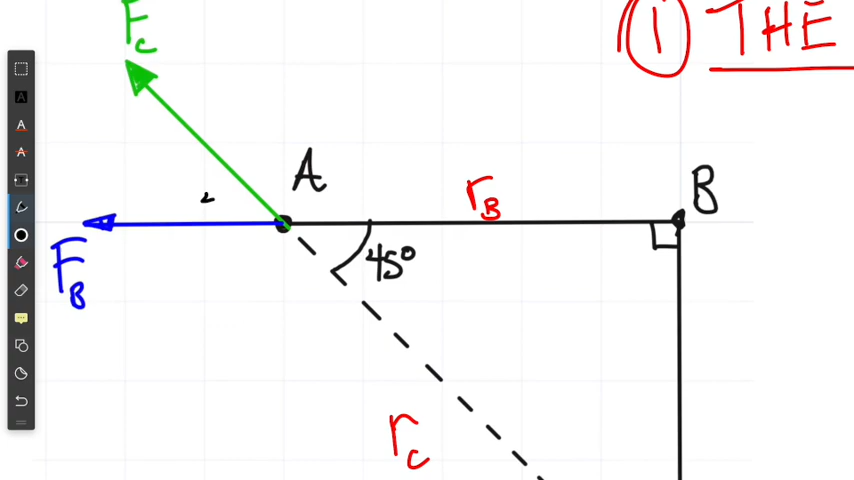 F_C
① THE
A
r_B
B
45°
F_B
r_C